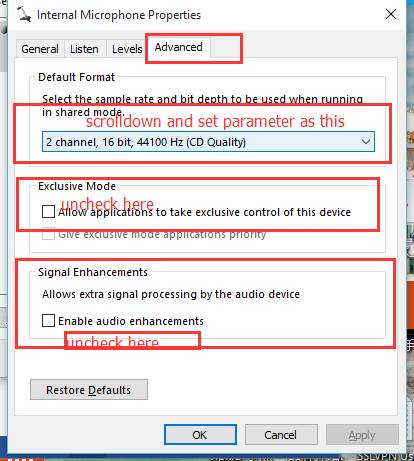 Internal Microphone Properties
General Listen Levels Advanced
Default Format
Select the sample rate and bit depth to be used when running
in shared mode.
scrolldown and set parameter as this
2 channel, 16 bit, 44100 Hz (CD Quality)
Exclusive Mode
uncheck here
Allow applications to take exclusive control of this device
Give exclusive mode applications priority
Signal Enhancements
Allows extra signal processing by the audio device
Enable audio enhancements
uncheck here
Restore Defaults
OK Cancel Apply
SSLVPN Us